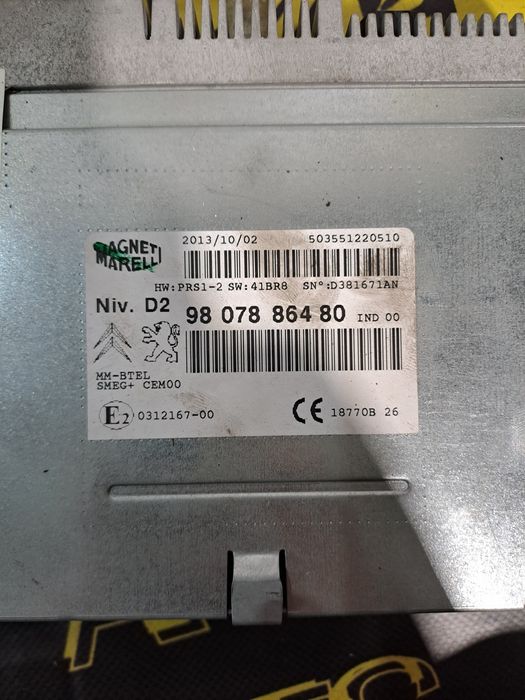 MAGNETI
MARELLI
2013/10/02 503551220510
HW:PRS1-2 SW:41BR8 SN°:D381671AN
Niv. D2 98 078 864 80 IND 00
MM-BTEL
SMEG+ CEM00
E2 0312167-00 CE 18770B 26